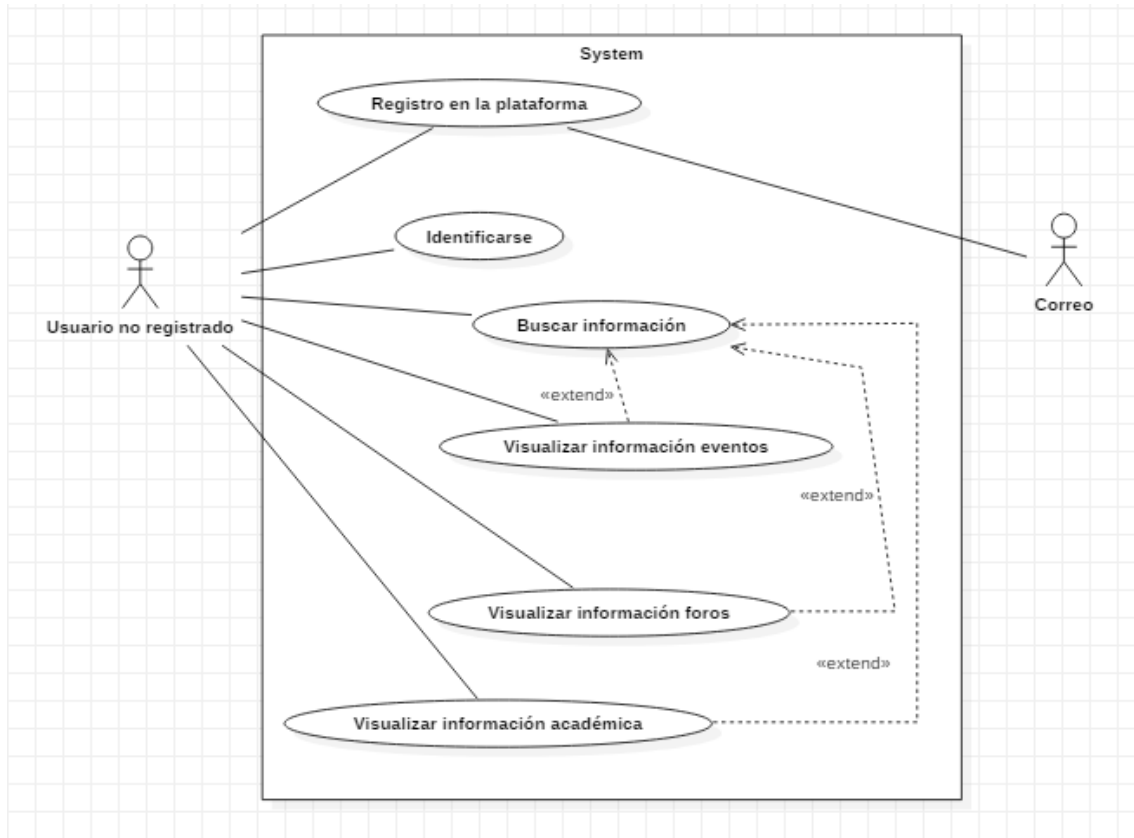 System
Registro en la plataforma
Identificarse
Usuario no registrado
Correo
Buscar información
«extend»
Visualizar información eventos
«extend»
Visualizar información foros
«extend»
Visualizar información académica